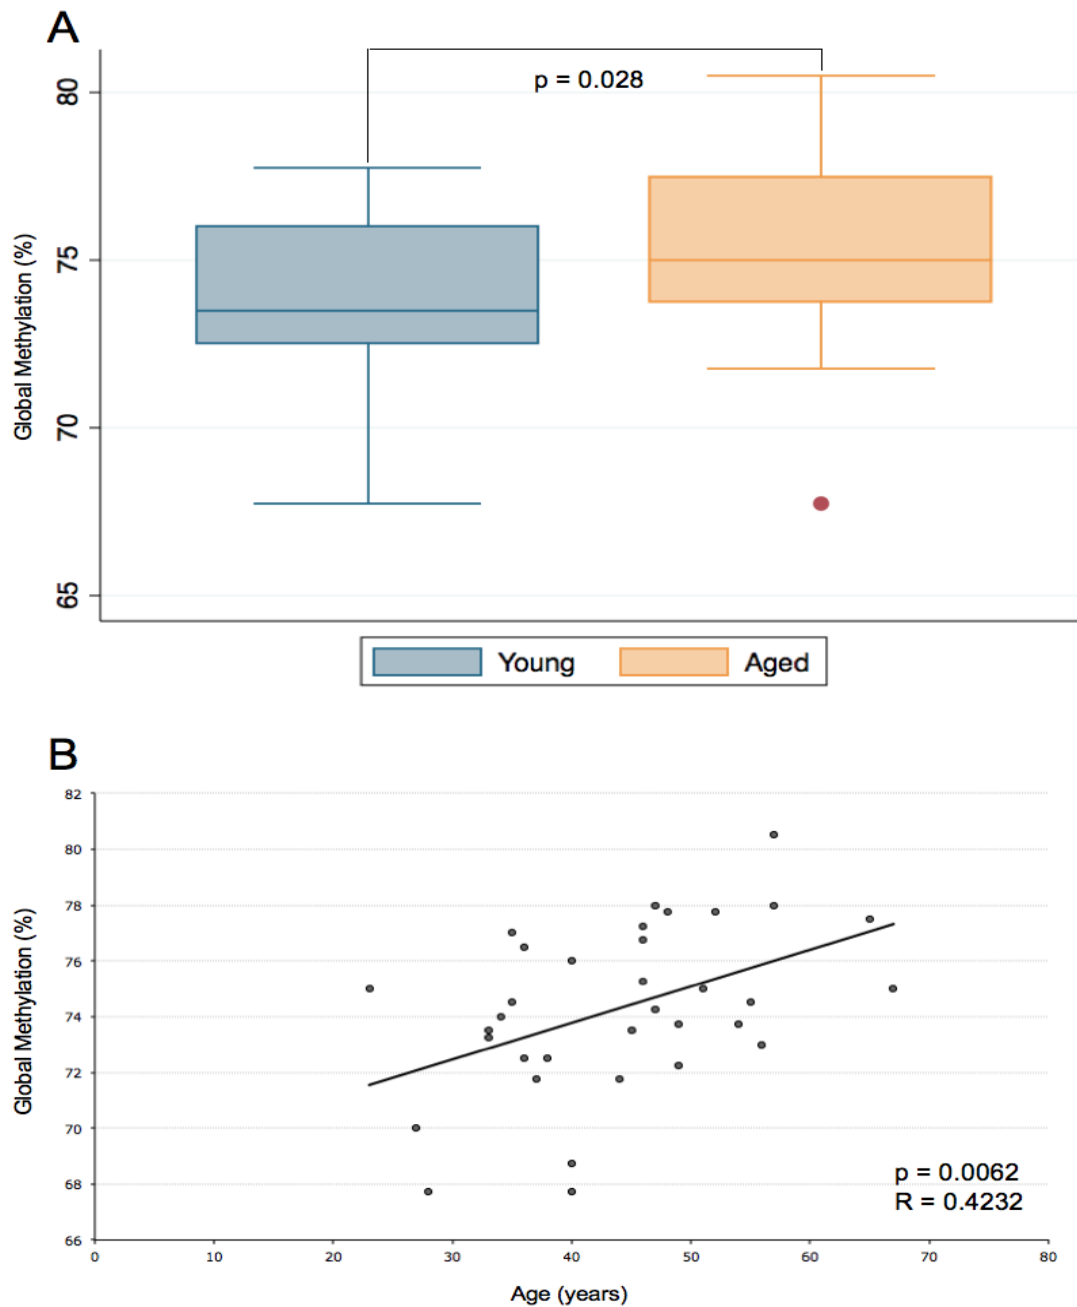 A
p = 0.028
80
75
70
65
Global Methylation (%)
Young
Aged
B
82
80
78
76
74
72
70
68
66
Global Methylation (%)
p = 0.0062
R = 0.4232
0 10 20 30 40 50 60 70 80
Age (years)